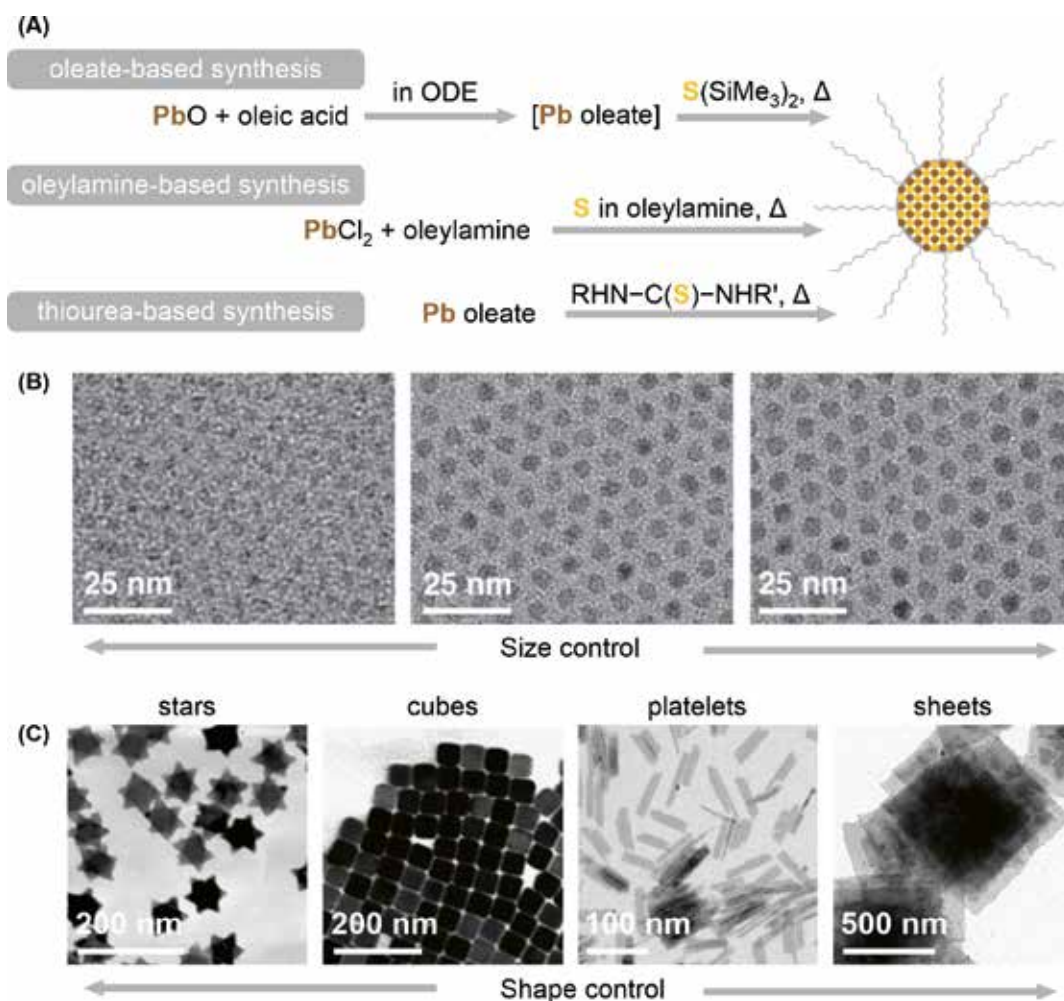 (A)
oleate-based synthesis
PbO + oleic acid
in ODE
[Pb oleate]
S(SiMe₃)₂, Δ
oleylamine-based synthesis
PbCl₂ + oleylamine
S in oleylamine, Δ
thiourea-based synthesis
Pb oleate
RHN−C(S)−NHR', Δ
(B)
25 nm
25 nm
25 nm
Size control
(C)
stars
cubes
platelets
sheets
200 nm
200 nm
100 nm
500 nm
Shape control